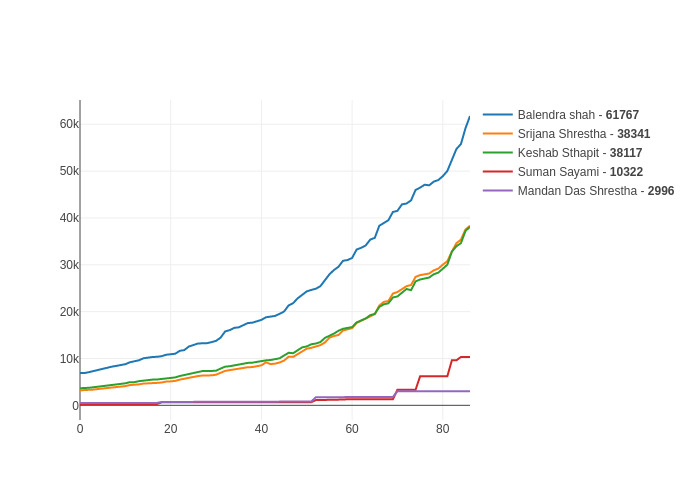 60k
50k
40k
30k
20k
10k
0
0 20 40 60 80
Balendra shah - 61767
Srijana Shrestha - 38341
Keshab Sthapit - 38117
Suman Sayami - 10322
Mandan Das Shrestha - 2996